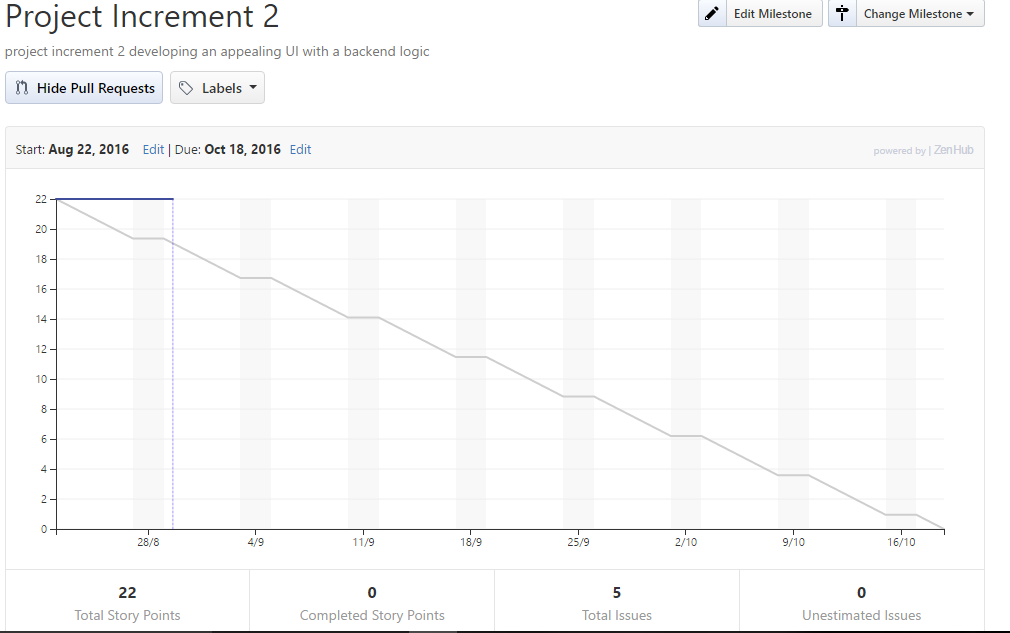 Project Increment 2
Edit Milestone
Change Milestone
project increment 2 developing an appealing UI with a backend logic
Hide Pull Requests
Labels
Start: Aug 22, 2016 Edit | Due: Oct 18, 2016 Edit
powered by | ZenHub
22
20
18
16
14
12
10
8
6
4
2
0
28/8 4/9 11/9 18/9 25/9 2/10 9/10 16/10
22 0 5 0
Total Story Points Completed Story Points Total Issues Unestimated Issues